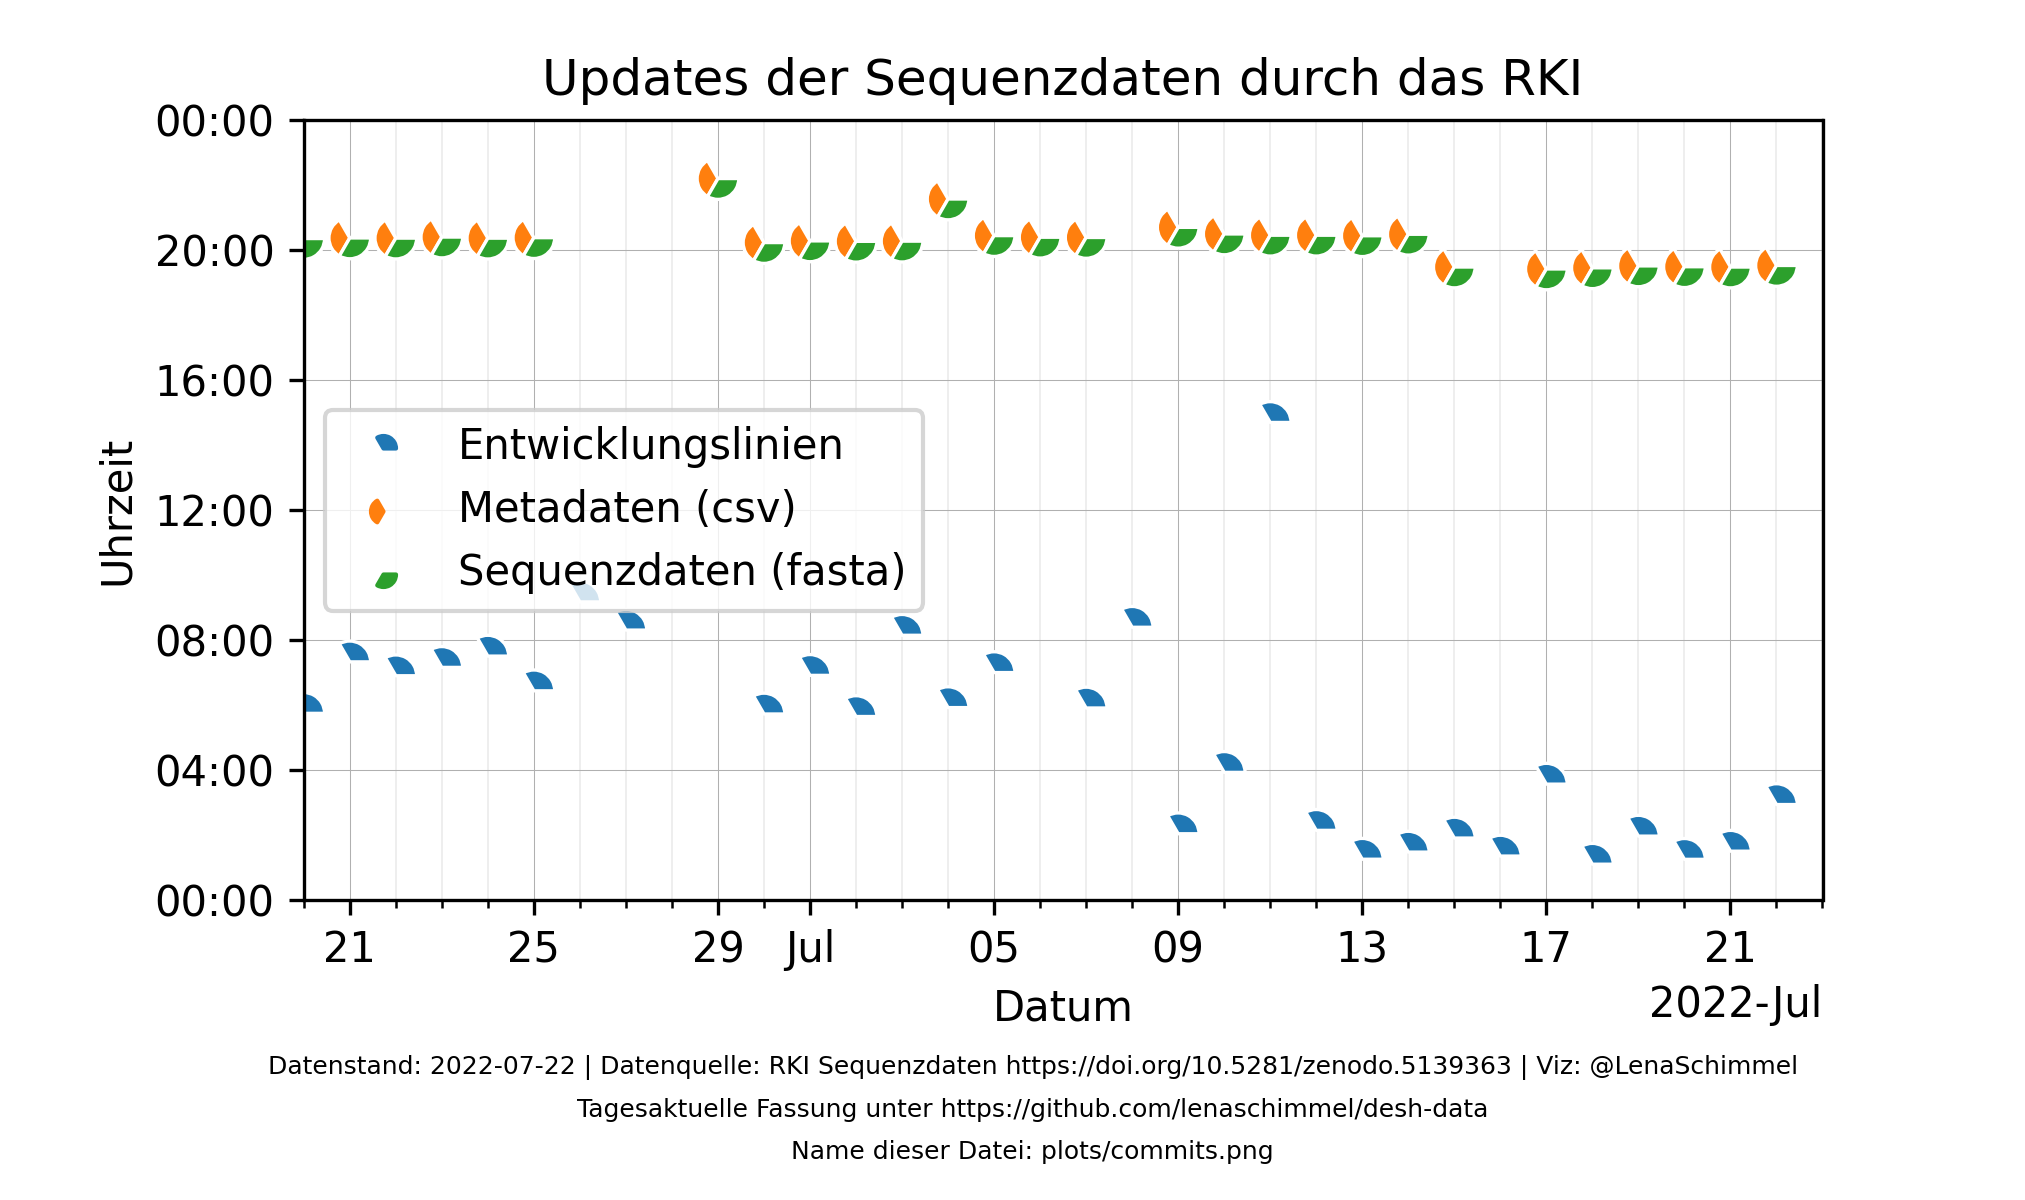 Updates der Sequenzdaten durch das RKI
00:00
20:00
16:00
12:00
08:00
04:00
00:00
Uhrzeit
Entwicklungslinien
Metadaten (csv)
Sequenzdaten (fasta)
21 25 29 Jul 05 09 13 17 21
Datum
2022-Jul
Datenstand: 2022-07-22 | Datenquelle: RKI Sequenzdaten https://doi.org/10.5281/zenodo.5139363 | Viz: @LenaSchimmel
Tagesaktuelle Fassung unter https://github.com/lenaschimmel/desh-data
Name dieser Datei: plots/commits.png